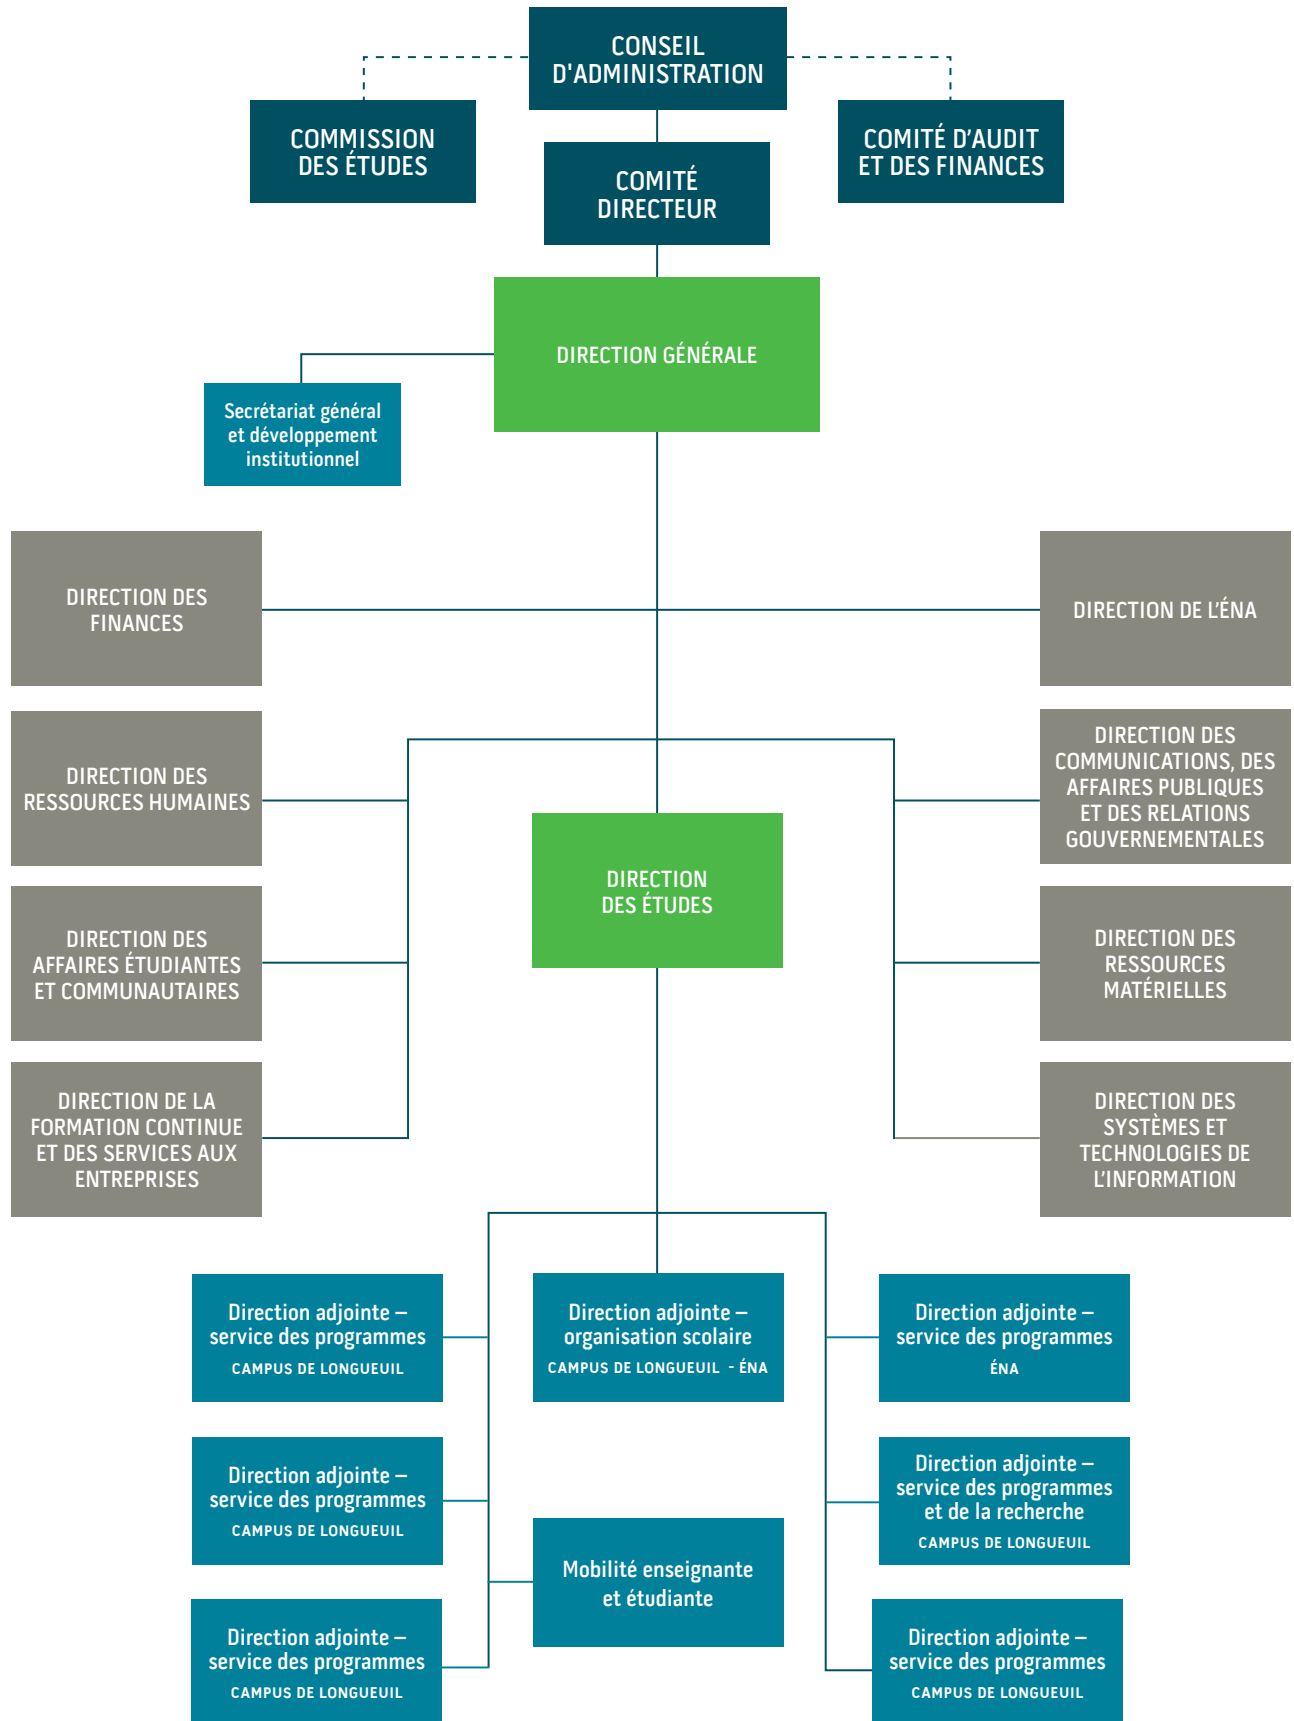 CONSEIL
D'ADMINISTRATION
COMMISSION
DES ÉTUDES
COMITÉ
DIRECTEUR
COMITÉ D’AUDIT
ET DES FINANCES
DIRECTION GÉNÉRALE
Secrétariat général
et développement
institutionnel
DIRECTION DES
FINANCES
DIRECTION DE L’ÉNA
DIRECTION DES
RESSOURCES HUMAINES
DIRECTION DES
COMMUNICATIONS, DES
AFFAIRES PUBLIQUES
ET DES RELATIONS
GOUVERNEMENTALES
DIRECTION
DES ÉTUDES
DIRECTION DES
AFFAIRES ÉTUDIANTES
ET COMMUNAUTAIRES
DIRECTION DES
RESSOURCES
MATÉRIELLES
DIRECTION DE LA
FORMATION CONTINUE
ET DES SERVICES AUX
ENTREPRISES
DIRECTION DES
SYSTÈMES ET
TECHNOLOGIES DE
L’INFORMATION
Direction adjointe –
service des programmes
CAMPUS DE LONGUEUIL
Direction adjointe –
organisation scolaire
CAMPUS DE LONGUEUIL - ÉNA
Direction adjointe –
service des programmes
ÉNA
Direction adjointe –
service des programmes
CAMPUS DE LONGUEUIL
Direction adjointe –
service des programmes
et de la recherche
CAMPUS DE LONGUEUIL
Mobilité enseignante
et étudiante
Direction adjointe –
service des programmes
CAMPUS DE LONGUEUIL
Direction adjointe –
service des programmes
CAMPUS DE LONGUEUIL